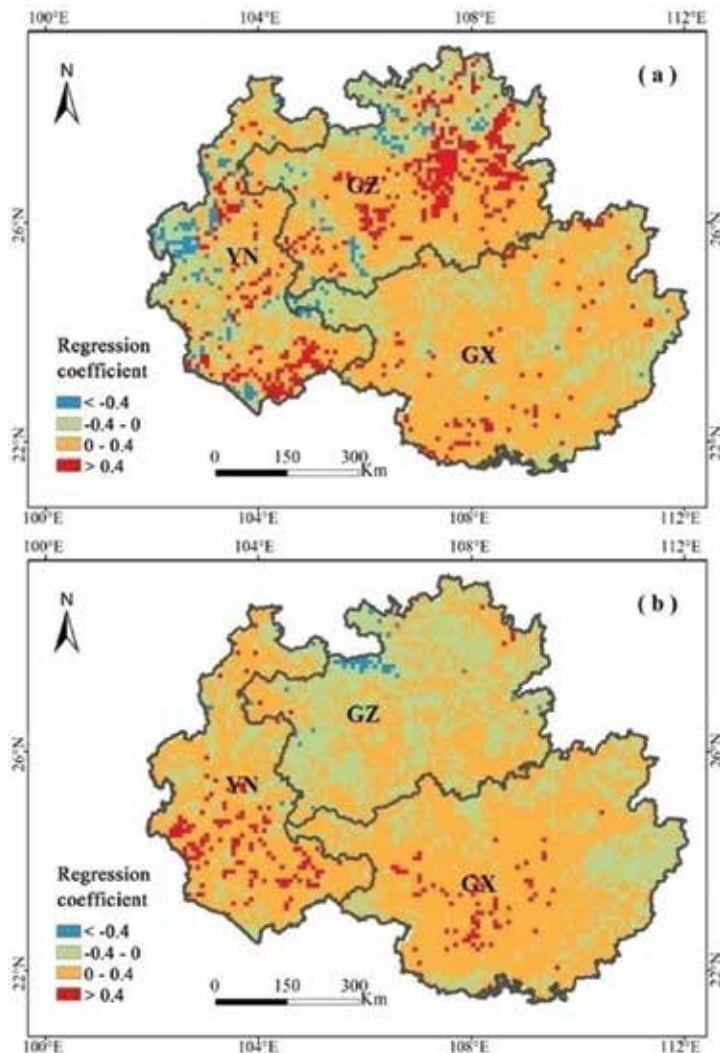 100°E 104°E 108°E 112°E
N
( a )
GZ
26°N 26°N
YN
GX
Regression
coefficient
< -0.4
-0.4 - 0
0 - 0.4
> 0.4
22°N 22°N
0 150 300
Km
100°E 104°E 108°E 112°E
100°E 104°E 108°E 112°E
N
( b )
GZ
26°N 26°N
YN
GX
Regression
coefficient
< -0.4
-0.4 - 0
0 - 0.4
> 0.4
22°N 22°N
0 150 300
Km
100°E 104°E 108°E 112°E